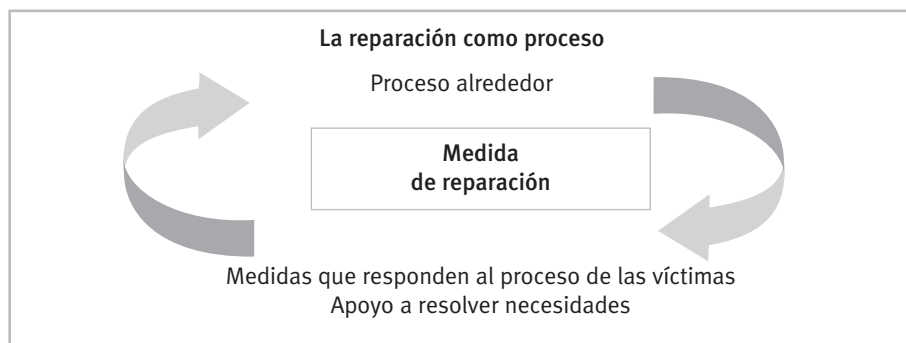 La reparación como proceso
Proceso alrededor
Medida
de reparación
Medidas que responden al proceso de las víctimas
Apoyo a resolver necesidades